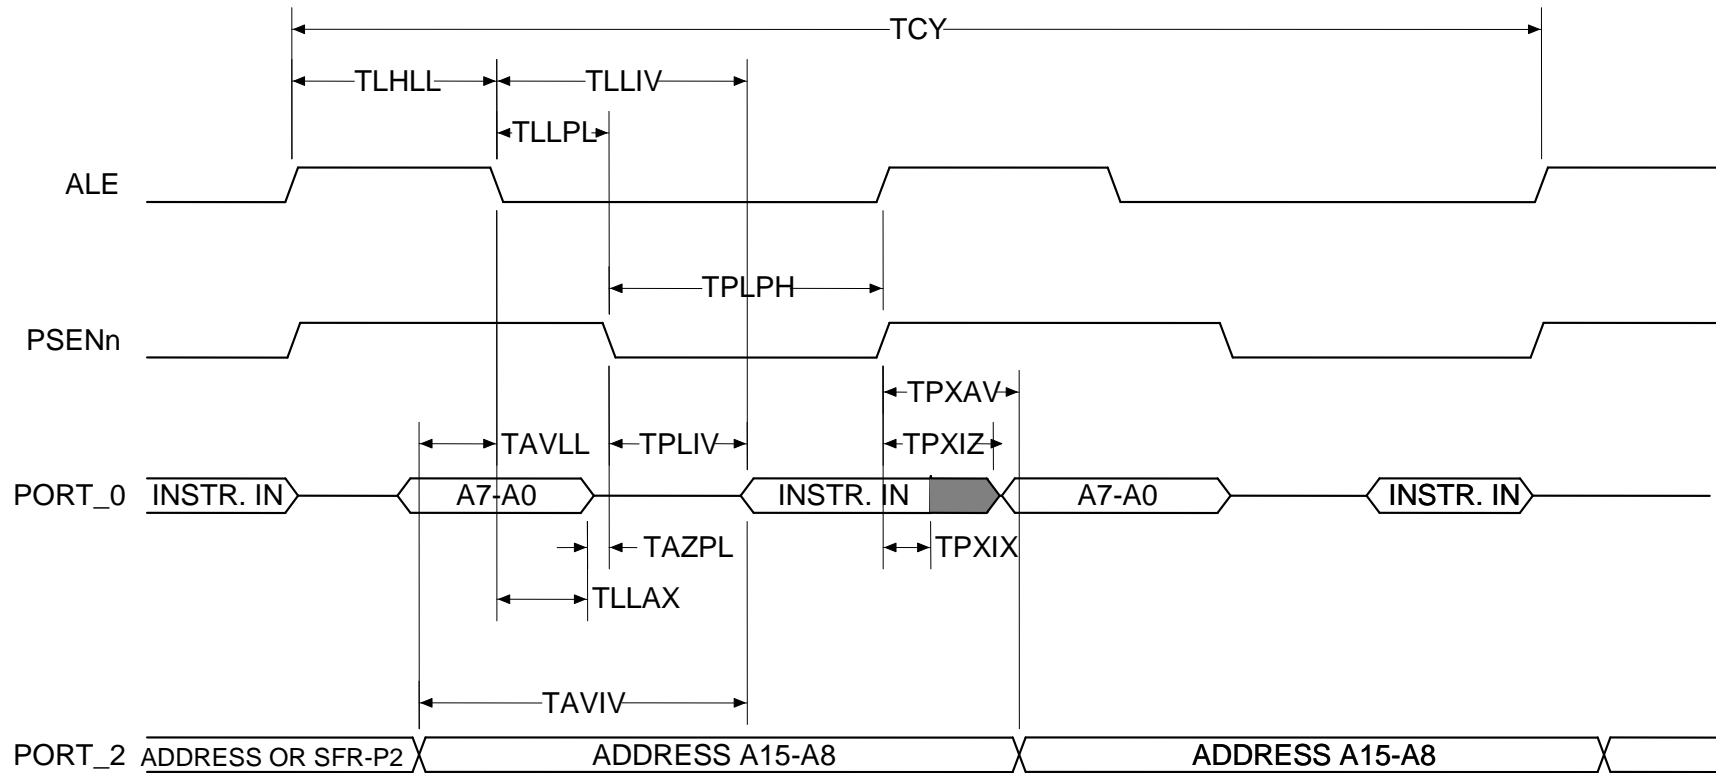 TCY
TLHLL TLLIV
TLLPL
ALE
TPLPH
PSENn
TPXAV
TAVLL TPLIV TPXIZ
PORT_0 INSTR. IN A7-A0 INSTR. IN A7-A0 INSTR. IN
TAZPL TPXIX
TLLAX
TAVIV
PORT_2 ADDRESS OR SFR-P2 ADDRESS A15-A8 ADDRESS A15-A8